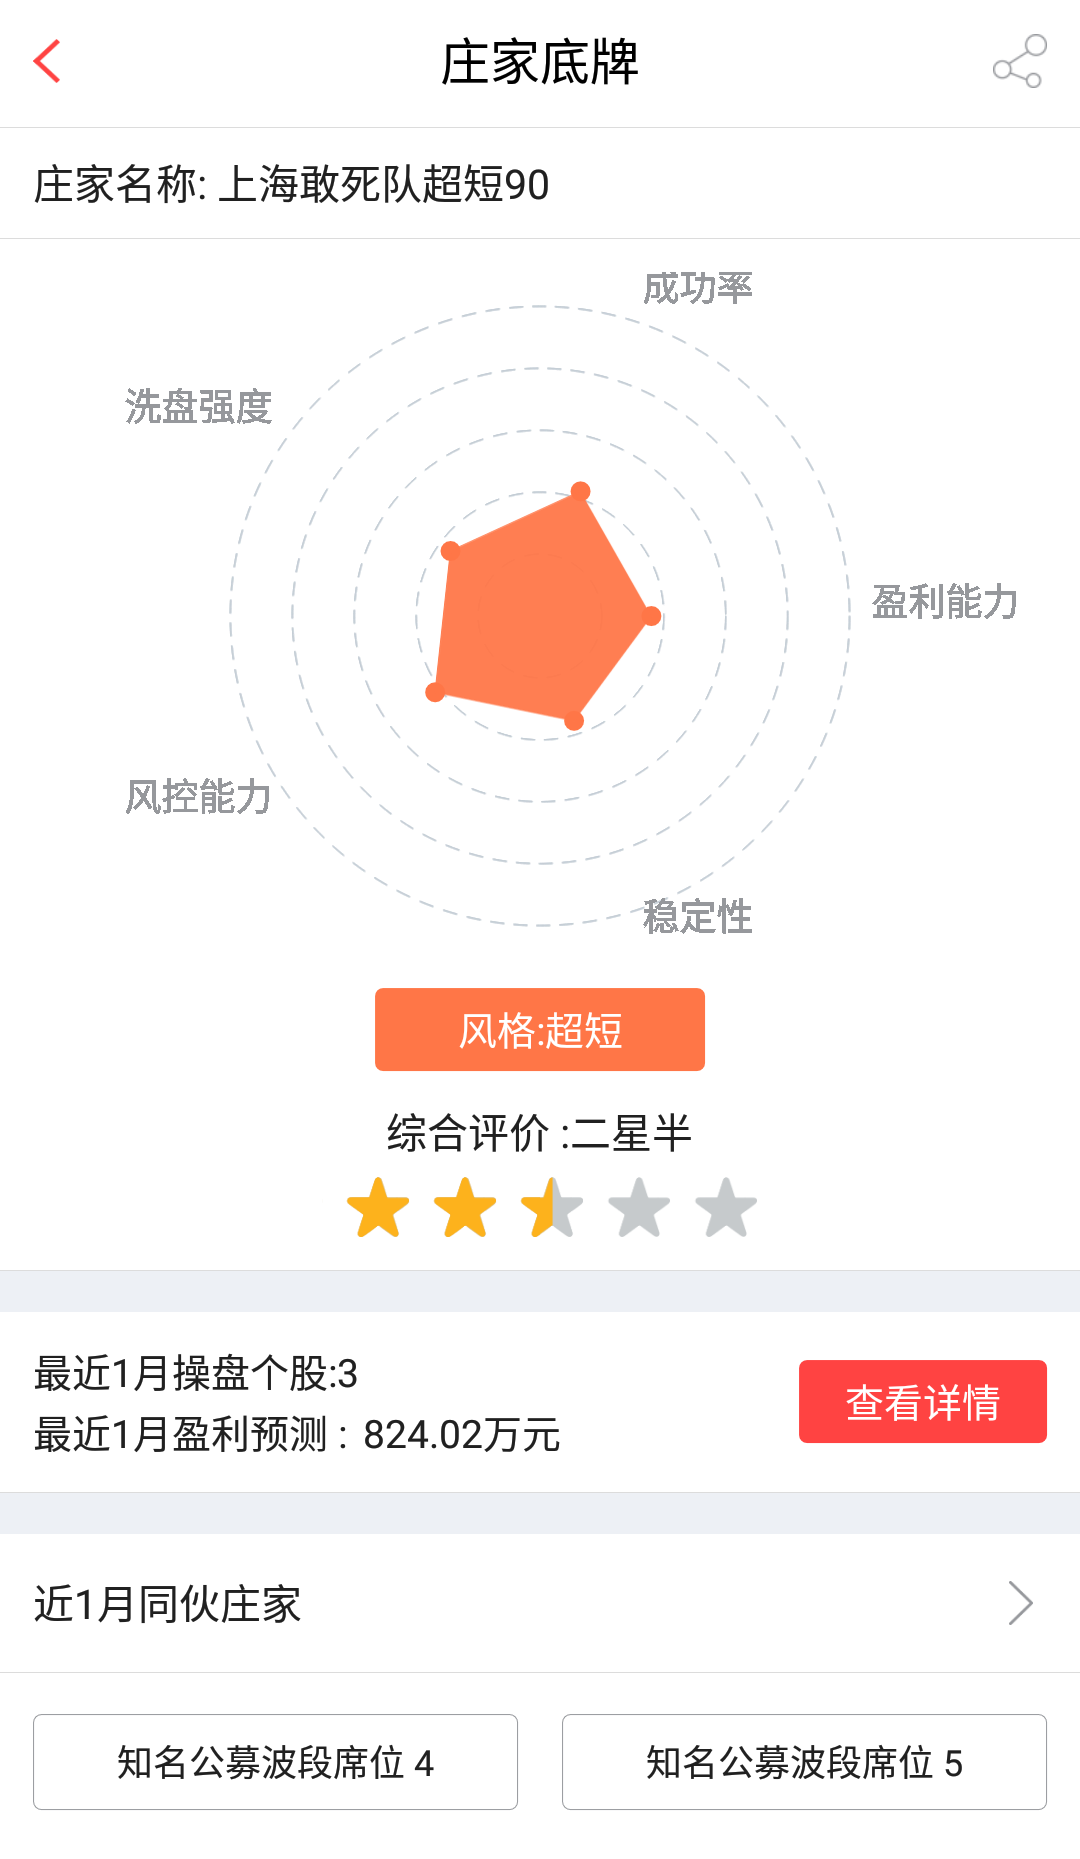 庄家底牌
庄家名称: 上海敢死队超短90
成功率
洗盘强度
盈利能力
风控能力
稳定性
风格:超短
综合评价 :二星半
最近1月操盘个股:3
最近1月盈利预测 : 824.02万元
查看详情
近1月同伙庄家
知名公募波段席位 4
知名公募波段席位 5